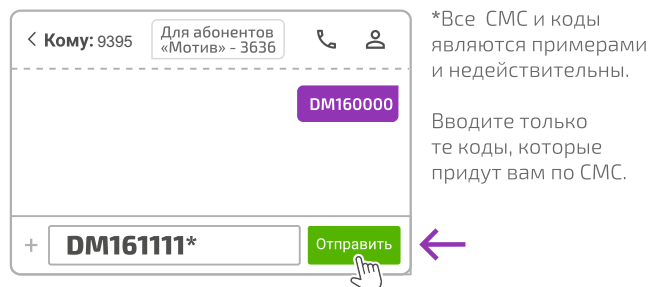 < Кому: 9395
Для абонентов
«Мотив» - 3636
DM160000
+ DM161111*
Отправить
*Все СМС и коды
являются примерами
и недействительны.
Вводите только
те коды, которые
придут вам по СМС.